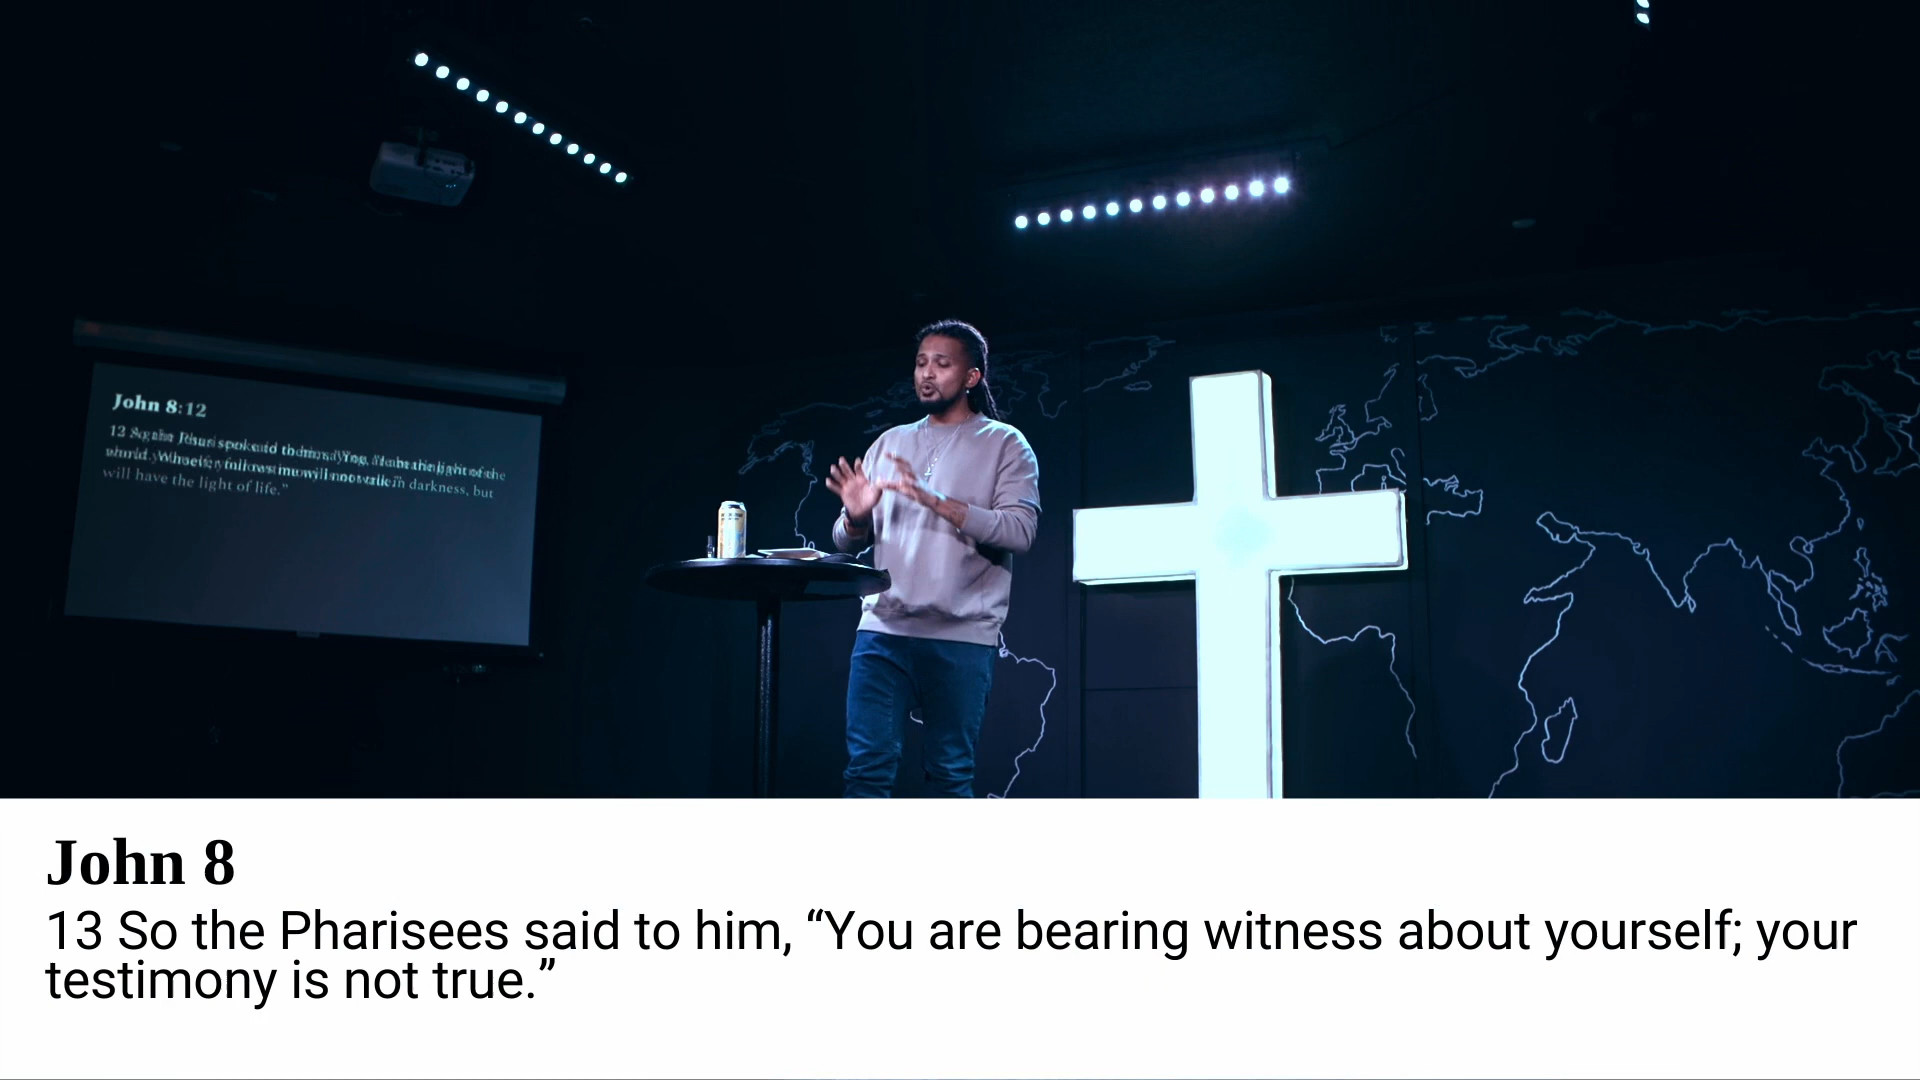 John 8:12
will have the light of life.”
John 8
13 So the Pharisees said to him, “You are bearing witness about yourself; your
testimony is not true.”